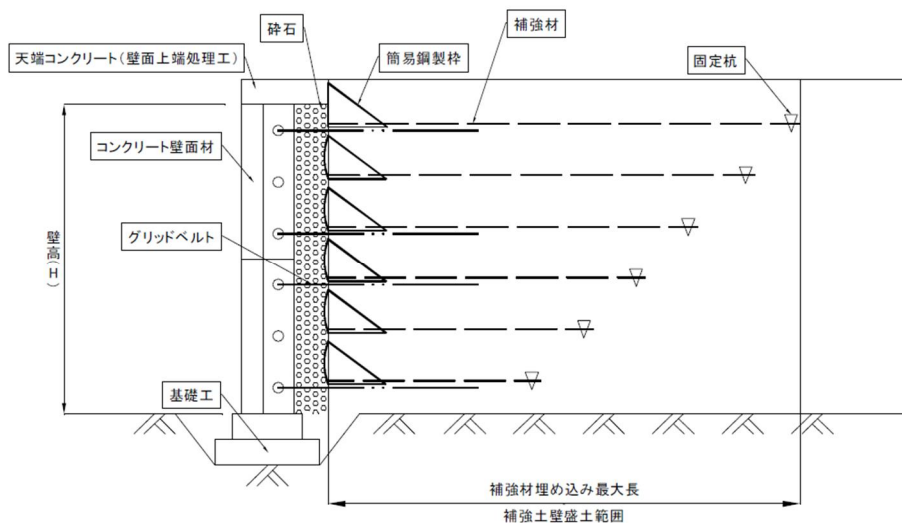 砕石
補強材
天端コンクリート(壁面上端処理工)
簡易鋼製枠
固定杭
コンクリート壁面材
グリッドベルト
壁高(H)
基礎工
補強材埋め込み最大長
補強土壁盛土範囲